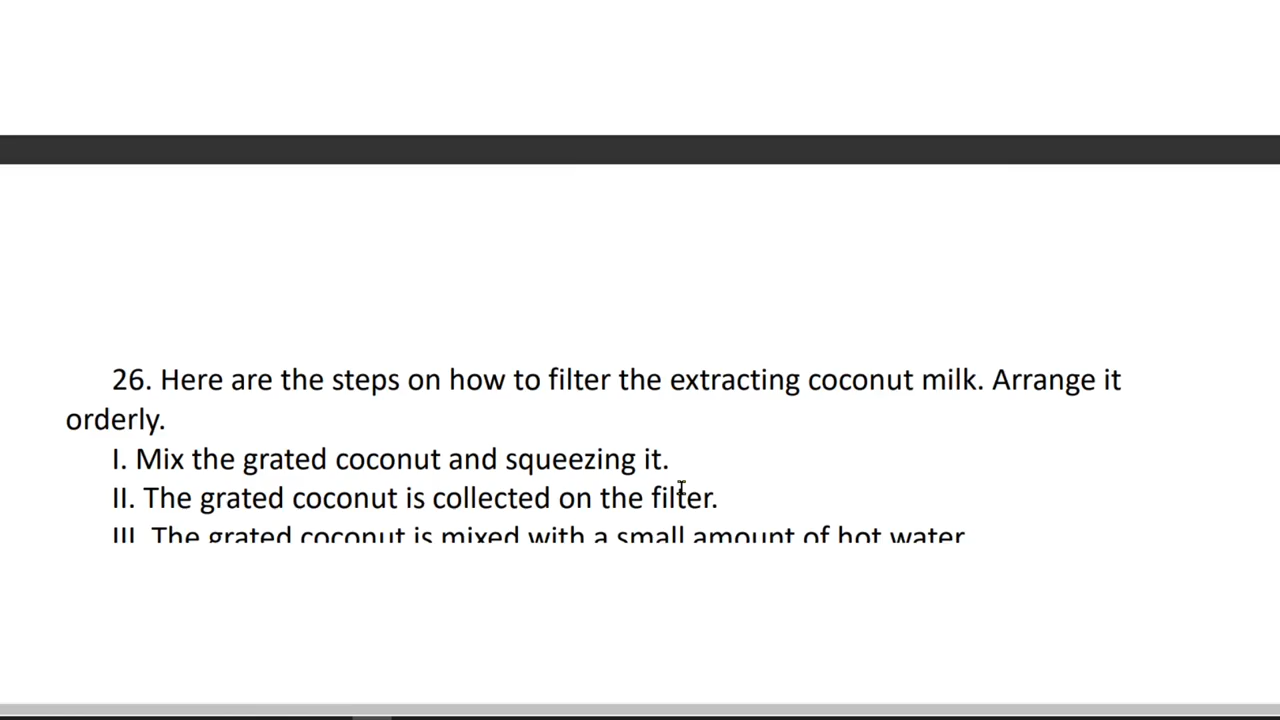 26. Here are the steps on how to filter the extracting coconut milk. Arrange it
orderly.
I. Mix the grated coconut and squeezing it.
II. The grated coconut is collected on the filter.
III. The grated coconut is mixed with a small amount of hot water